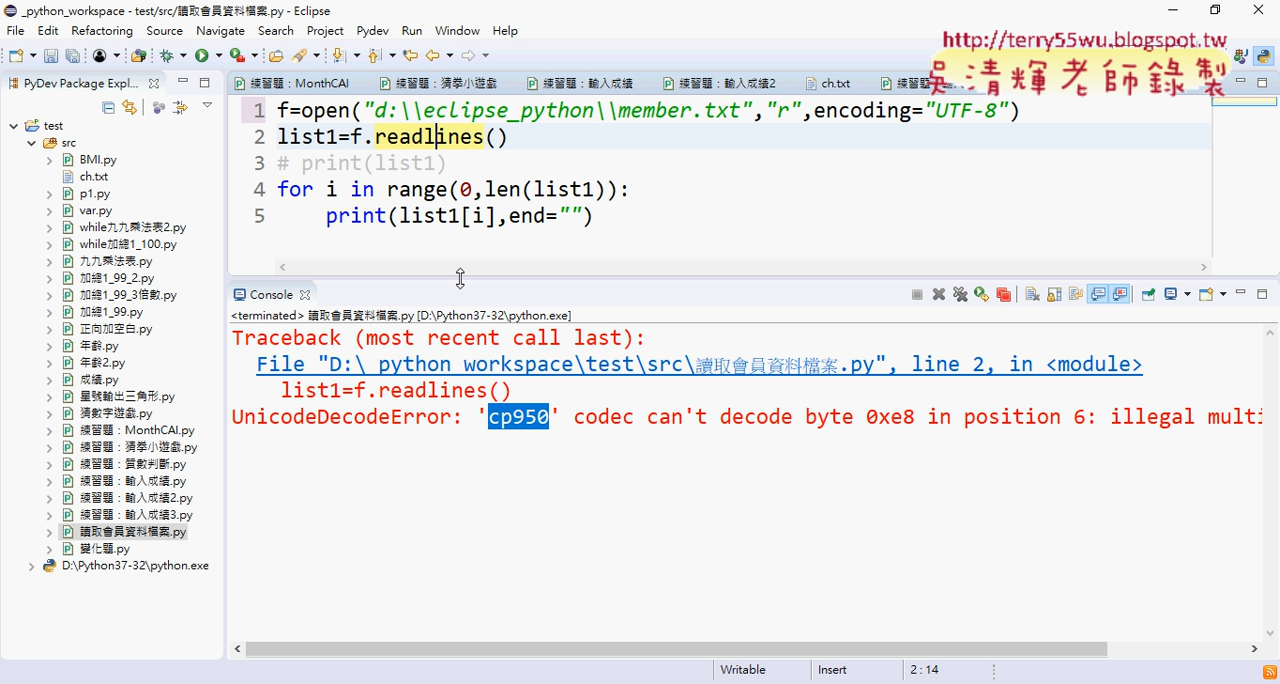 _python_workspace - test/src/讀取會員資料檔案.py - Eclipse
File Edit Refactoring Source Navigate Search Project Pydev Run Window Help
http://terry55wu.blogspot.tw
吳清輝老師錄製
PyDev Package Expl...
練習題：MonthCAI 練習題：猜拳小遊戲 練習題：輸入成績 練習題：輸入成績2 ch.txt 練習題
test
src
BMI.py
ch.txt
p1.py
var.py
while九九乘法表2.py
while加總1_100.py
九九乘法表.py
加總1_99_2.py
加總1_99_3倍數.py
加總1_99.py
正向加空白.py
年齡.py
年齡2.py
成績.py
星號輸出三角形.py
猜數字遊戲.py
練習題：MonthCAI.py
練習題：猜拳小遊戲.py
練習題：質數判斷.py
練習題：輸入成績.py
練習題：輸入成績2.py
練習題：輸入成績3.py
讀取會員資料檔案.py
變化題.py
D:\Python37-32\python.exe
1 f=open("d:\\eclipse_python\\member.txt","r",encoding="UTF-8")
2 list1=f.readlines()
3 # print(list1)
4 for i in range(0,len(list1)):
5 print(list1[i],end="")
Console
<terminated> 讀取會員資料檔案.py [D:\Python37-32\python.exe]
Traceback (most recent call last):
File "D:\_python_workspace\test\src\讀取會員資料檔案.py", line 2, in <module>
list1=f.readlines()
UnicodeDecodeError: 'cp950' codec can't decode byte 0xe8 in position 6: illegal multi
Writable Insert 2:14